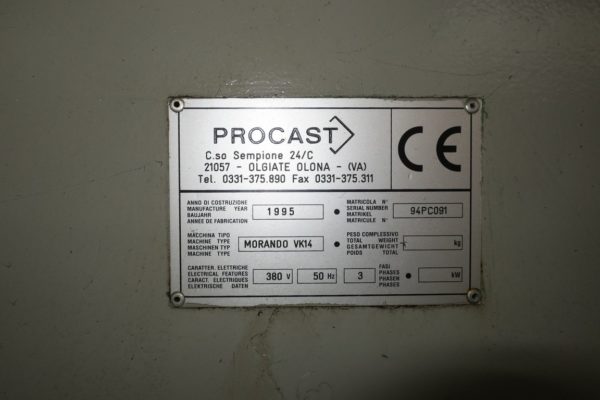 PROCAST
C.so Sempione 24/C
21057 - OLGIATE OLONA - (VA)
Tel. 0331-375.890 Fax 0331-375.311
CE
ANNO DI COSTRUZIONE
MANUFACTURE YEAR
BAUJAHR
ANNEE DE FABRICATION
1995
MATRICOLA N°
SERIAL NUMBER
MATRIKEL
MATRICULE N°
94PC091
MACCHINA TIPO
MACHINE TYPE
MASCHNEN TYP
MACHINE TYPE
MORANDO VK14
PESO COMPLESSIVO
TOTAL WEIGHT
GESAMTGEWICHT
POIDS TOTAL
kg
CARATTER. ELETTRICHE
ELECTRICAL FEATURES
CARACT. ELECTRIQUES
ELEKTRISCHE DATEN
380 V
50 Hz
3
FASI
PHASES
PHASEN
PHASES
kW